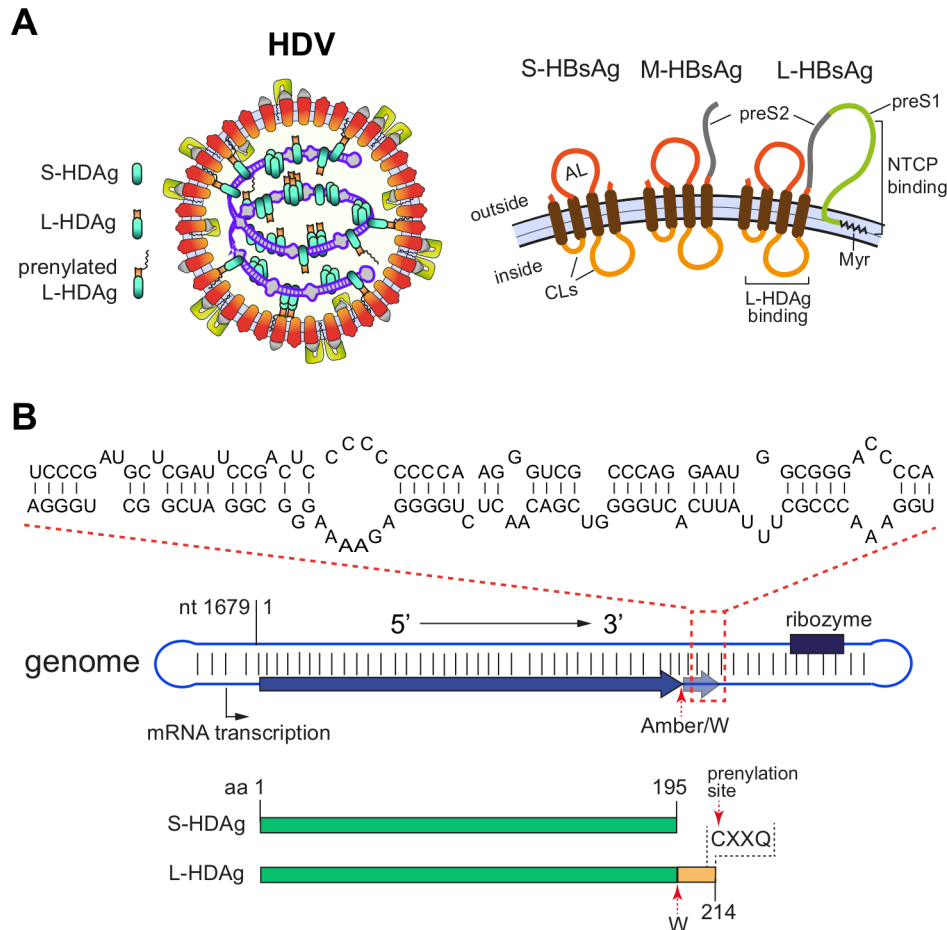 A
HDV
S-HDAg
L-HDAg
prenylated
L-HDAg
S-HBsAg M-HBsAg L-HBsAg
preS2
preS1
AL
NTCP
binding
outside
inside
CLs
Myr
L-HDAg
binding
B
UCCCG AU GC U CGAU U CCG A C U C C C C C CCCCA AG G GUCG CCCAG GAAU G GCGGG A C C CCA
AGGGU CG GCUA GGC G G G A AAG A GGGGU C UC AA CAGC U G GGGUC A CUUA U U CGCCC A A A GGU
nt 1679 1
5' 3'
ribozyme
genome
mRNA transcription
Amber/W
aa 1 195
prenylation
site
S-HDAg
CXXQ
L-HDAg
W
214